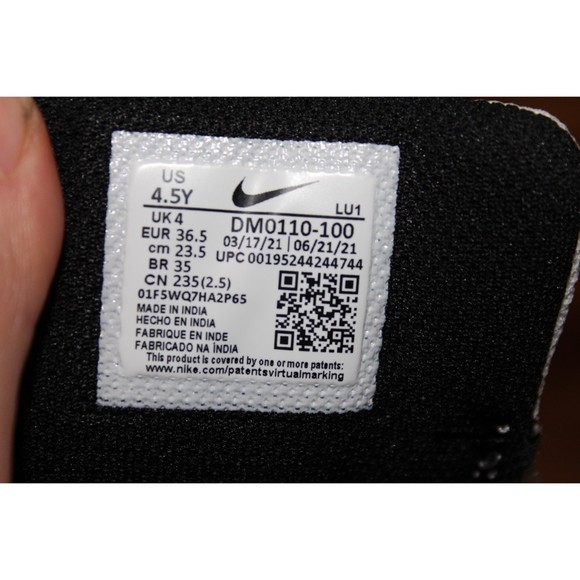 US
4.5Y
LU1
UK 4
DM0110-100
EUR 36.5
03/17/21 | 06/21/21
cm 23.5
UPC 00195244244744
BR 35
CN 235(2.5)
01F5WQ7HA2P65
MADE IN INDIA
HECHO EN INDIA
FABRIQUE EN INDE
FABRICADO NA ÌNDIA
This product is covered by one or more patents:
www.nike.com/patentsvirtualmarking